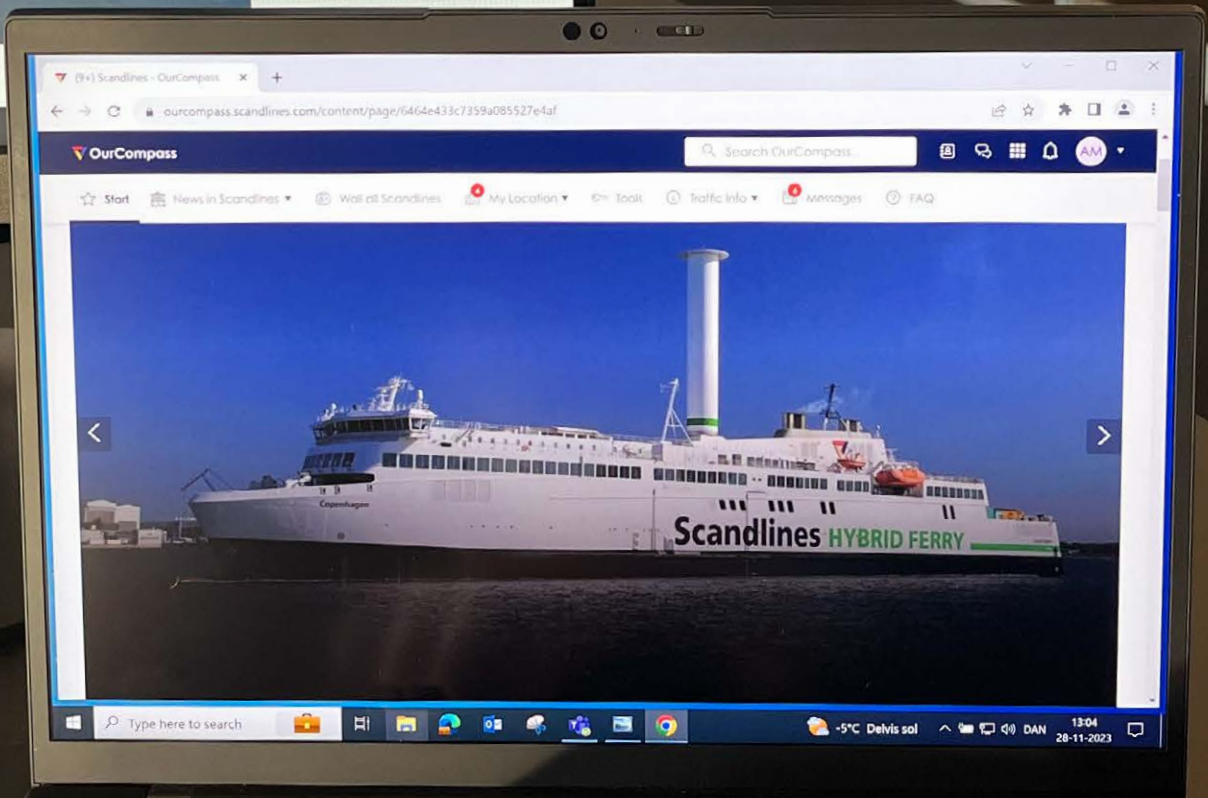 (9+) Scandlines - OurCompass
ourcompass.scandlines.com/content/page/6464e433c7359a085527e4af
OurCompass
Search OurCompass...
AM
Start
News in Scandlines
Wall all Scandlines
My Location
Tools
Traffic Info
Messages
FAQ
Copenhagen
Scandlines HYBRID FERRY
Type here to search
-5°C Delvis sol
DAN
13:04
28-11-2023